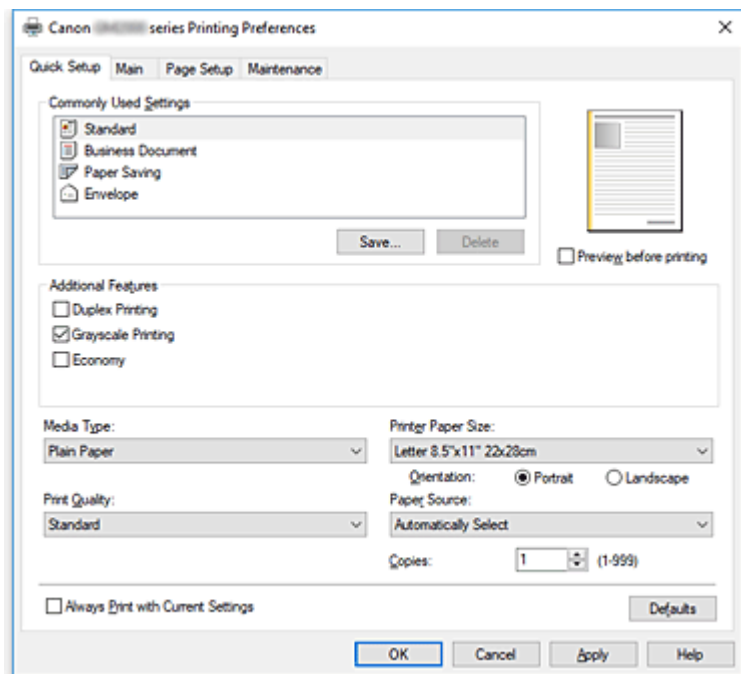 Canon series Printing Preferences
Quick Setup Main Page Setup Maintenance
Commonly Used Settings
Standard
Business Document
Paper Saving
Envelope
Save... Delete
Preview before printing
Additional Features
Duplex Printing
Grayscale Printing
Economy
Media Type: Printer Paper Size:
Plain Paper Letter 8.5"x11" 22x28cm
Orientation: Portrait Landscape
Print Quality: Paper Source:
Standard Automatically Select
Copies: 1 (1-999)
Always Print with Current Settings Defaults
OK Cancel Apply Help